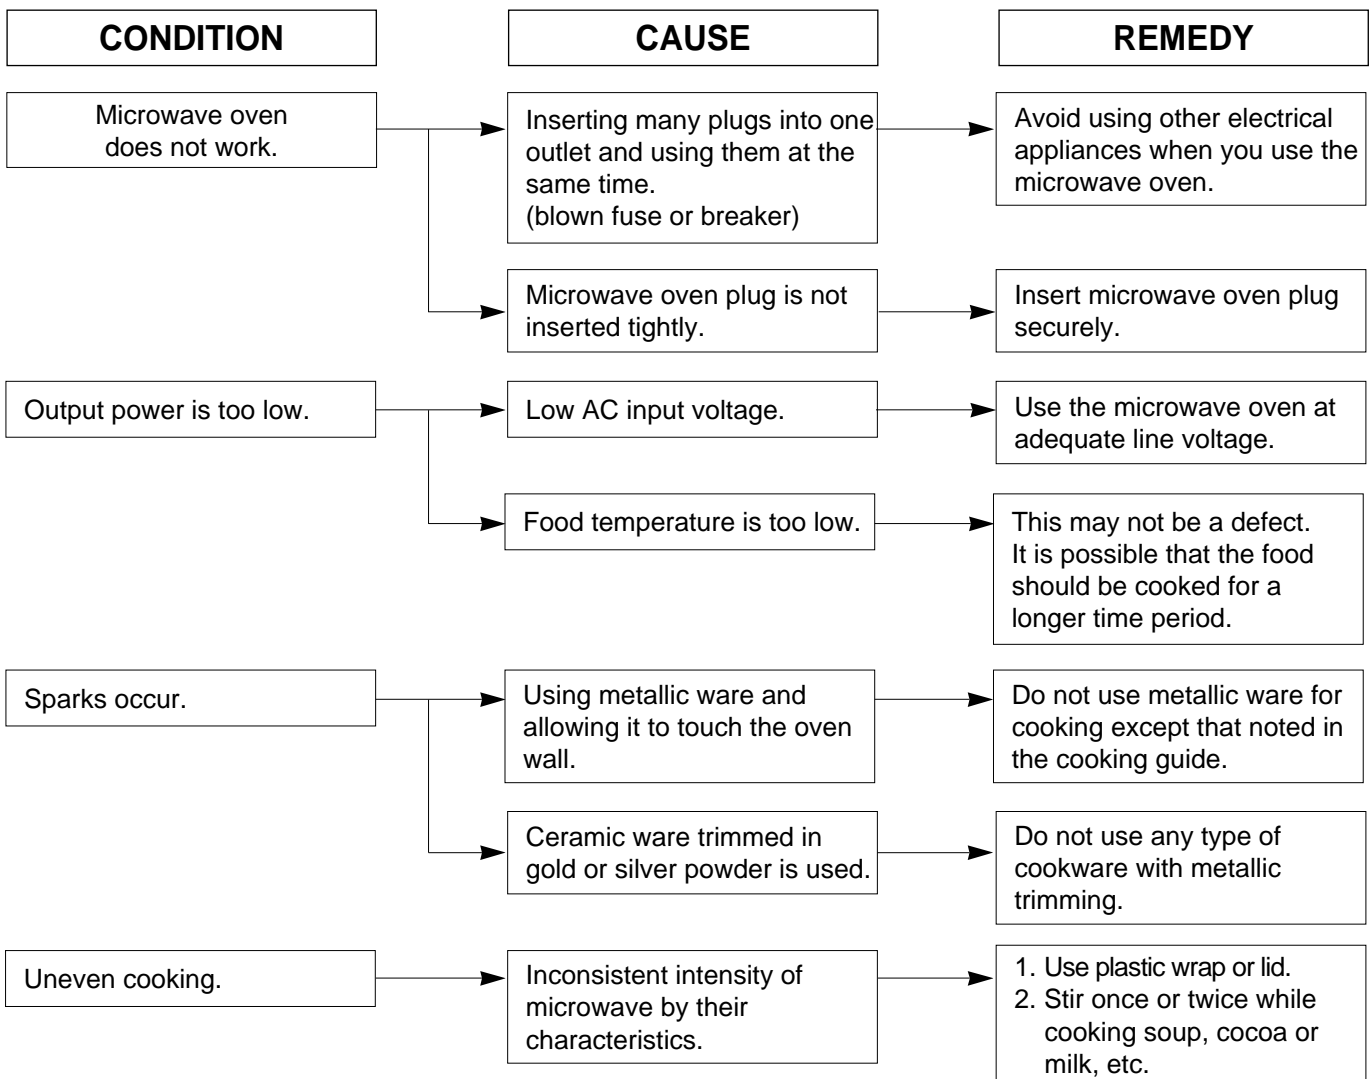 CONDITION
CAUSE
REMEDY
Microwave oven
does not work.
Inserting many plugs into one
outlet and using them at the
same time.
(blown fuse or breaker)
Avoid using other electrical
appliances when you use the
microwave oven.
Microwave oven plug is not
inserted tightly.
Insert microwave oven plug
securely.
Output power is too low.
Low AC input voltage.
Use the microwave oven at
adequate line voltage.
Food temperature is too low.
This may not be a defect.
It is possible that the food
should be cooked for a
longer time period.
Sparks occur.
Using metallic ware and
allowing it to touch the oven
wall.
Do not use metallic ware for
cooking except that noted in
the cooking guide.
Ceramic ware trimmed in
gold or silver powder is used.
Do not use any type of
cookware with metallic
trimming.
Uneven cooking.
Inconsistent intensity of
microwave by their
characteristics.
1. Use plastic wrap or lid.
2. Stir once or twice while
cooking soup, cocoa or
milk, etc.